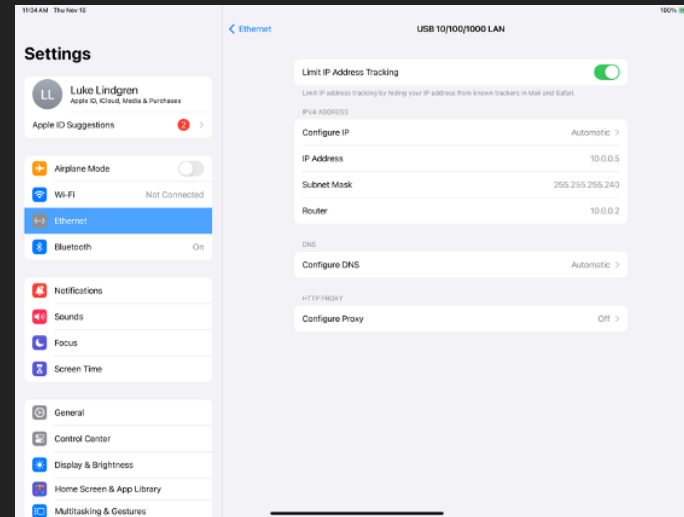 11:04 AM Thu Nov 16
100%
Settings
LL
Luke Lindgren
Apple ID, iCloud, Media & Purchases
Apple ID Suggestions
2
Airplane Mode
Wi-Fi
Not Connected
Ethernet
Bluetooth
On
Notifications
Sounds
Focus
Screen Time
General
Control Center
Display & Brightness
Home Screen & App Library
Multitasking & Gestures
Ethernet
USB 10/100/1000 LAN
Limit IP Address Tracking
Limit IP address tracking by hiding your IP address from known trackers in Mail and Safari.
IPV4 ADDRESS
Configure IP
Automatic
IP Address
10.0.0.5
Subnet Mask
255.255.255.240
Router
10.0.0.2
DNS
Configure DNS
Automatic
HTTP PROXY
Configure Proxy
Off